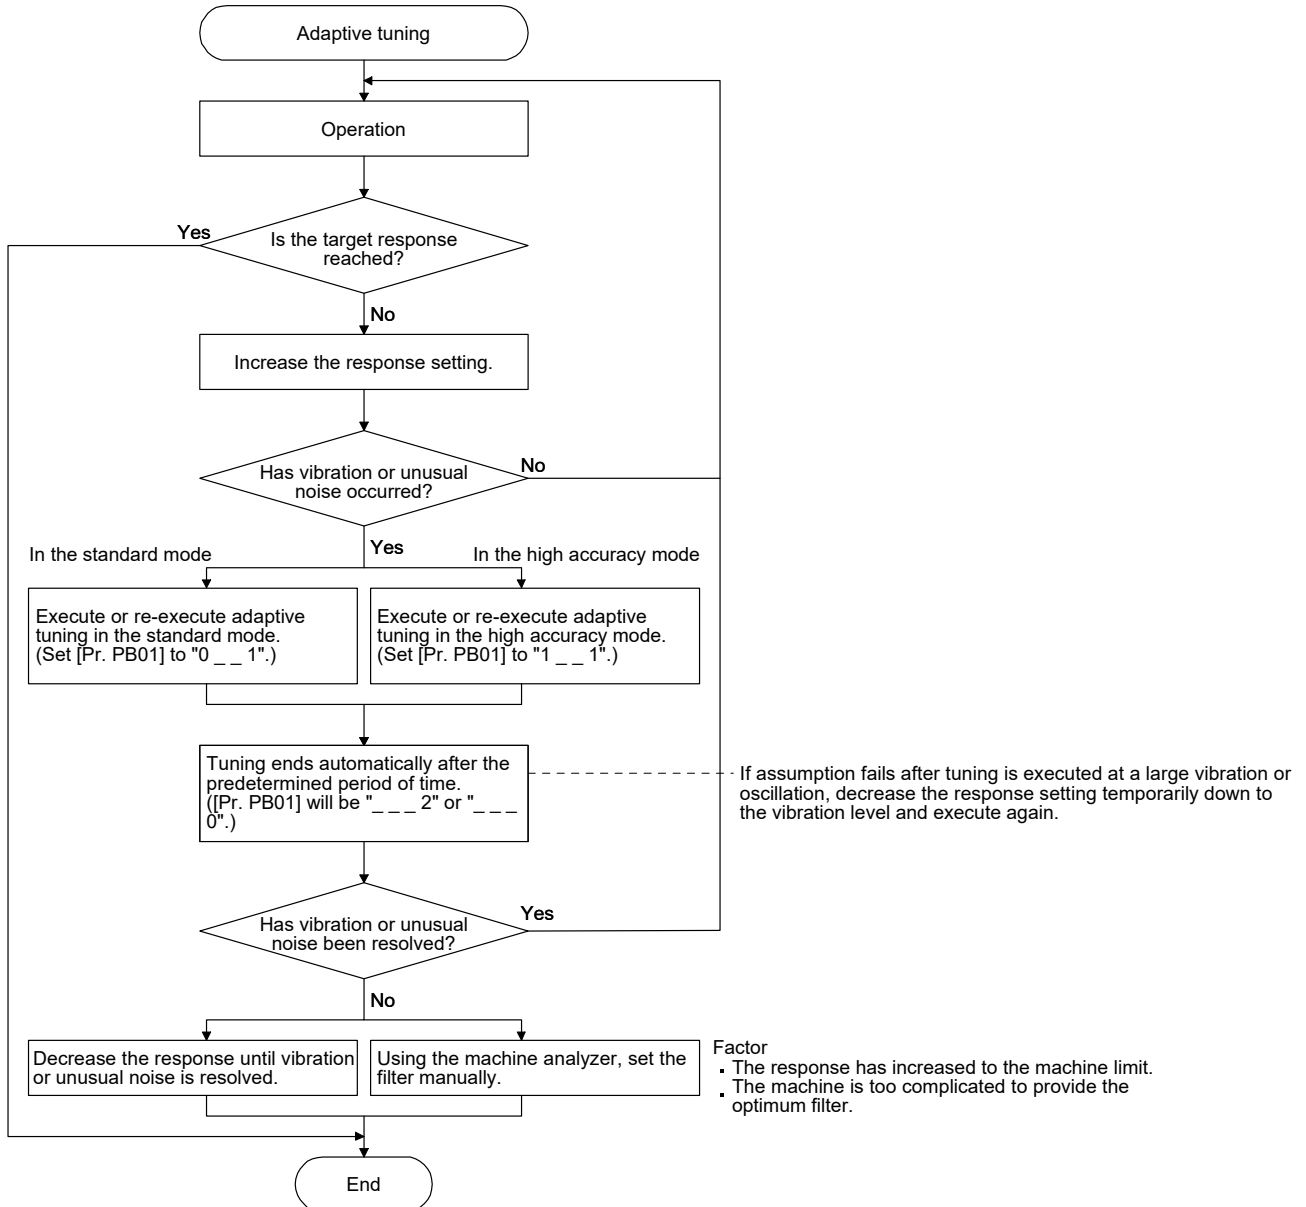 Adaptive tuning
Operation
Yes
Is the target response
reached?
No
Increase the response setting.
Has vibration or unusual
noise occurred?
No
Yes
In the standard mode
In the high accuracy mode
Execute or re-execute adaptive
tuning in the standard mode.
(Set [Pr. PB01] to "0 _ _ 1".)
Execute or re-execute adaptive
tuning in the high accuracy mode.
(Set [Pr. PB01] to "1 _ _ 1".)
Tuning ends automatically after the
predetermined period of time.
([Pr. PB01] will be "_ _ _ 2" or "_ _ _
0".)
If assumption fails after tuning is executed at a large vibration or
oscillation, decrease the response setting temporarily down to
the vibration level and execute again.
Has vibration or unusual
noise been resolved?
Yes
No
Decrease the response until vibration
or unusual noise is resolved.
Using the machine analyzer, set the
filter manually.
Factor
. The response has increased to the machine limit.
. The machine is too complicated to provide the
optimum filter.
End